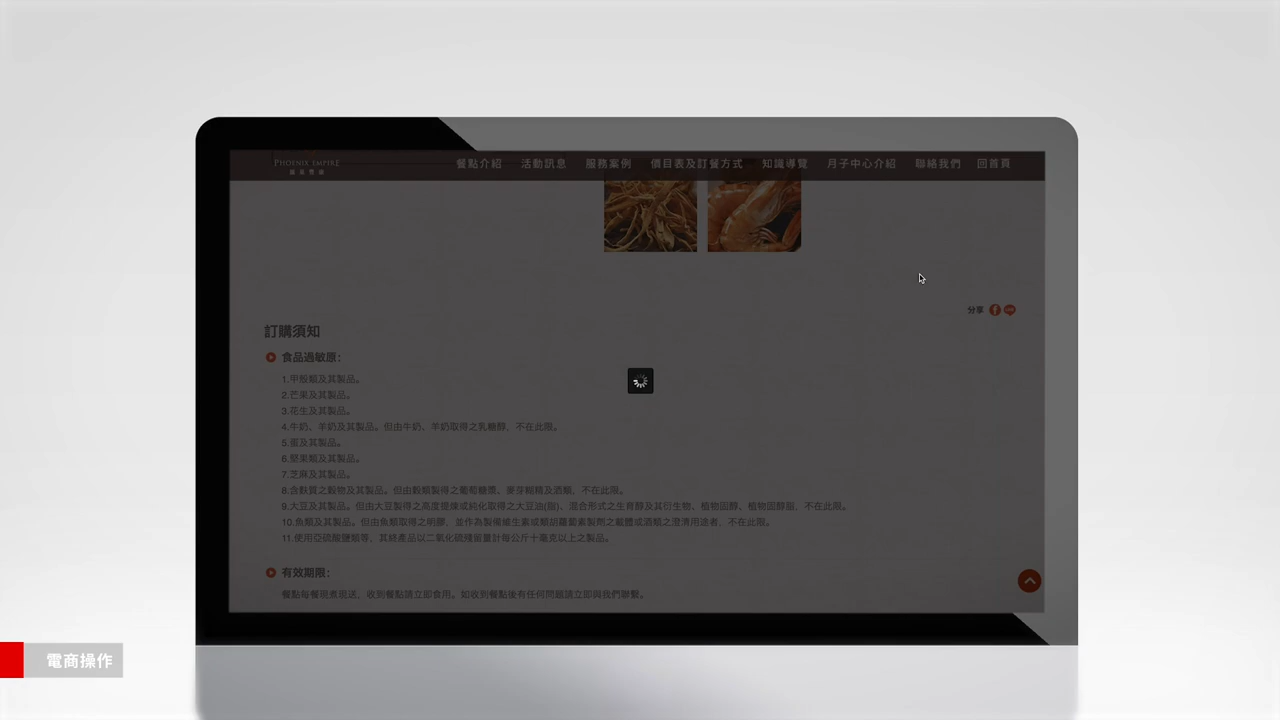 PHOENIX EMPIRE
餐點介紹 活動訊息 服務案例 價目表及訂餐方式 知識導覽 月子中心介紹 聯絡我們 回首頁
分享
訂購須知
食品過敏原：
1.甲殼類及其製品。
2.芒果及其製品。
3.花生及其製品。
4.牛奶、羊奶及其製品。但由牛奶、羊奶取得之乳糖醇，不在此限。
5.蛋及其製品。
6.堅果類及其製品。
7.芝麻及其製品。
8.含麩質之穀物及其製品。但由穀類製得之葡萄糖漿、麥芽糊精及酒類，不在此限。
9.大豆及其製品。但由大豆製得之高度提煉或純化取得之大豆油(脂)、混合形式之生育醇及其衍生物、植物固醇、植物固醇酯，不在此限。
10.魚類及其製品。但由魚類取得之明膠，並作為製備維生素或類胡蘿蔔素製劑之載體或酒類之澄清用途者，不在此限。
11.使用亞硫酸鹽類等，其終產品以二氧化硫殘留量計每公斤十毫克以上之製品。
有效期限：
餐點每餐現煮現送，收到餐點請立即食用。如收到餐點後有任何問題請立即與我們聯繫。
電商操作